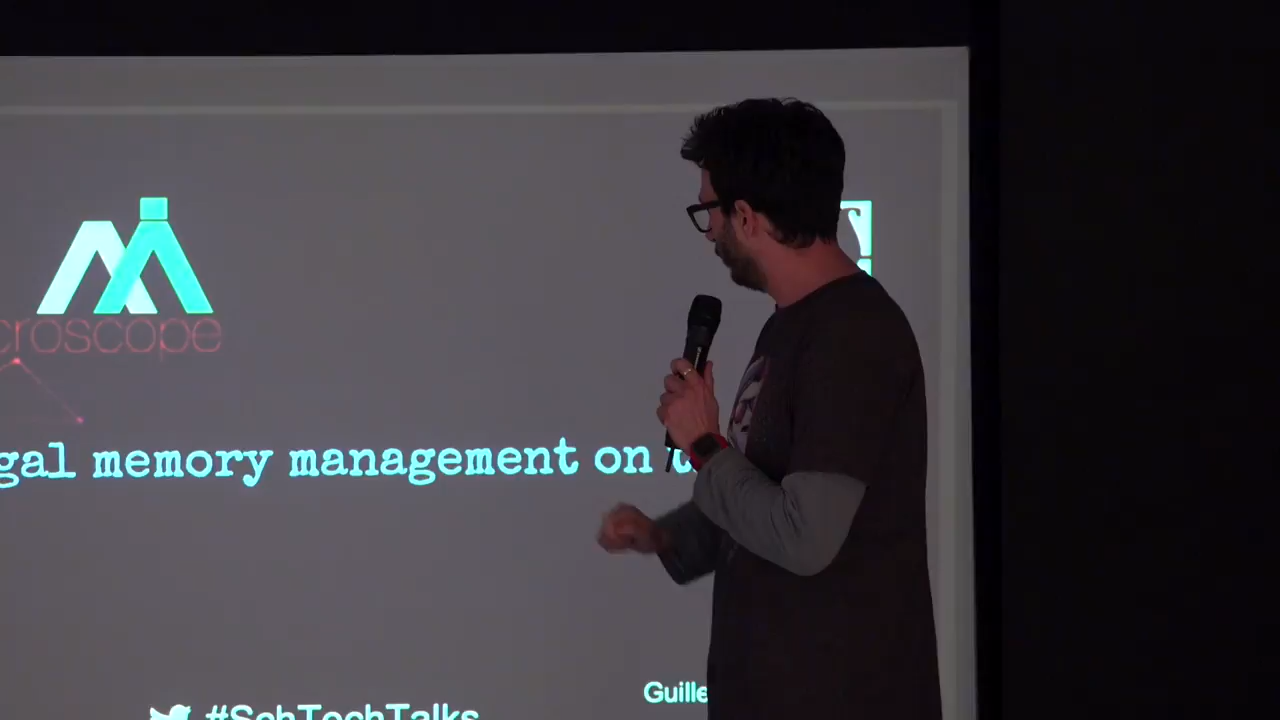 croscope
gal memory management on t
Guille
#SchTechTalks